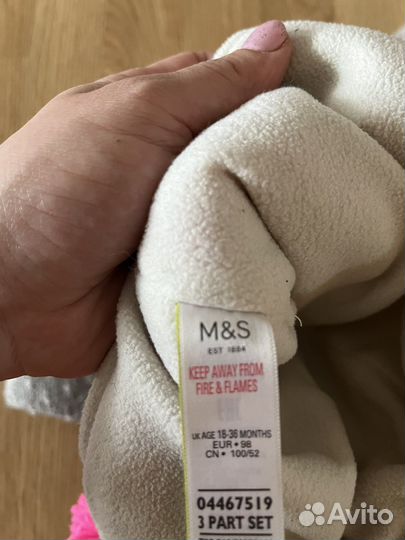 M&S
EST 1884
KEEP AWAY FROM
FIRE & FLAMES
UK AGE 18-36 MONTHS
EUR • 98
CN • 100/52
04467519
3 PART SET
Avito